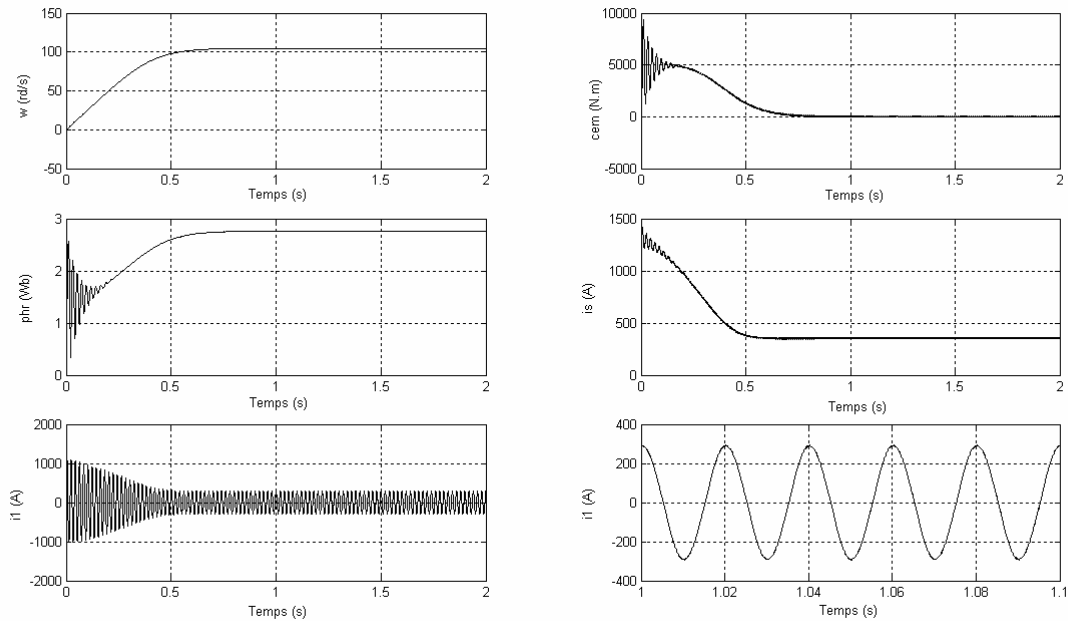 150
100
50
0
-50
w (rd/s)
0 0.5 1 1.5 2
Temps (s)
10000
5000
0
-5000
cem (N.m)
0 0.5 1 1.5 2
Temps (s)
3
2
1
0
phr (Wb)
0 0.5 1 1.5 2
Temps (s)
1500
1000
500
0
is (A)
0 0.5 1 1.5 2
Temps (s)
2000
1000
0
-1000
-2000
i1 (A)
0 0.5 1 1.5 2
Temps (s)
400
200
0
-200
-400
i1 (A)
1 1.02 1.04 1.06 1.08 1.1
Temps (s)